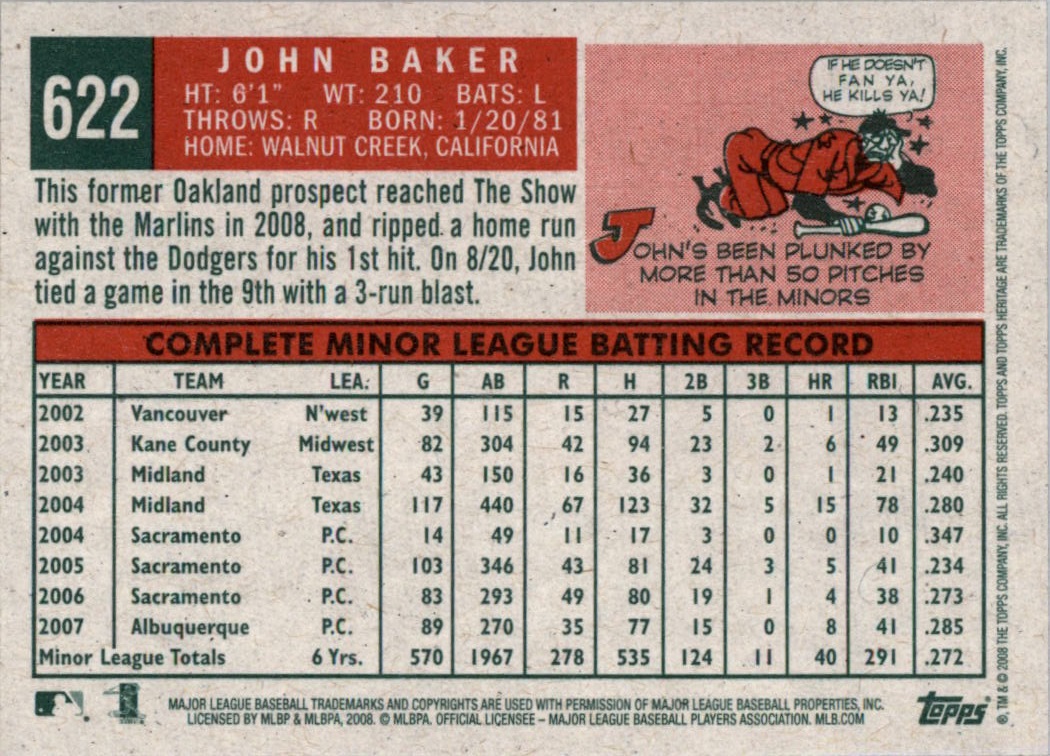 622
JOHN BAKER
HT: 6'1" WT: 210 BATS: L
THROWS: R BORN: 1/20/81
HOME: WALNUT CREEK, CALIFORNIA
This former Oakland prospect reached The Show
with the Marlins in 2008, and ripped a home run
against the Dodgers for his 1st hit. On 8/20, John
tied a game in the 9th with a 3-run blast.
IF HE DOESN'T
FAN YA,
HE KILLS YA!
JOHN'S BEEN PLUNKED BY
MORE THAN 50 PITCHES
IN THE MINORS
COMPLETE MINOR LEAGUE BATTING RECORD
YEAR TEAM LEA. G AB R H 2B 3B HR RBI AVG.
2002 Vancouver N'west 39 115 15 27 5 0 1 13 .235
2003 Kane County Midwest 82 304 42 94 23 2 6 49 .309
2003 Midland Texas 43 150 16 36 3 0 1 21 .240
2004 Midland Texas 117 440 67 123 32 5 15 78 .280
2004 Sacramento P.C. 14 49 11 17 3 0 0 10 .347
2005 Sacramento P.C. 103 346 43 81 24 3 5 41 .234
2006 Sacramento P.C. 83 293 49 80 19 1 4 38 .273
2007 Albuquerque P.C. 89 270 35 77 15 0 8 41 .285
Minor League Totals 6 Yrs. 570 1967 278 535 124 11 40 291 .272
MAJOR LEAGUE BASEBALL TRADEMARKS AND COPYRIGHTS ARE USED WITH PERMISSION OF MAJOR LEAGUE BASEBALL PROPERTIES, INC.
LICENSED BY MLBP & MLBPA, 2008. © MLBPA. OFFICIAL LICENSEE – MAJOR LEAGUE BASEBALL PLAYERS ASSOCIATION. MLB.COM
topps
®, TM & © 2008 THE TOPPS COMPANY, INC. ALL RIGHTS RESERVED. TOPPS AND TOPPS HERITAGE ARE TRADEMARKS OF THE TOPPS COMPANY, INC.